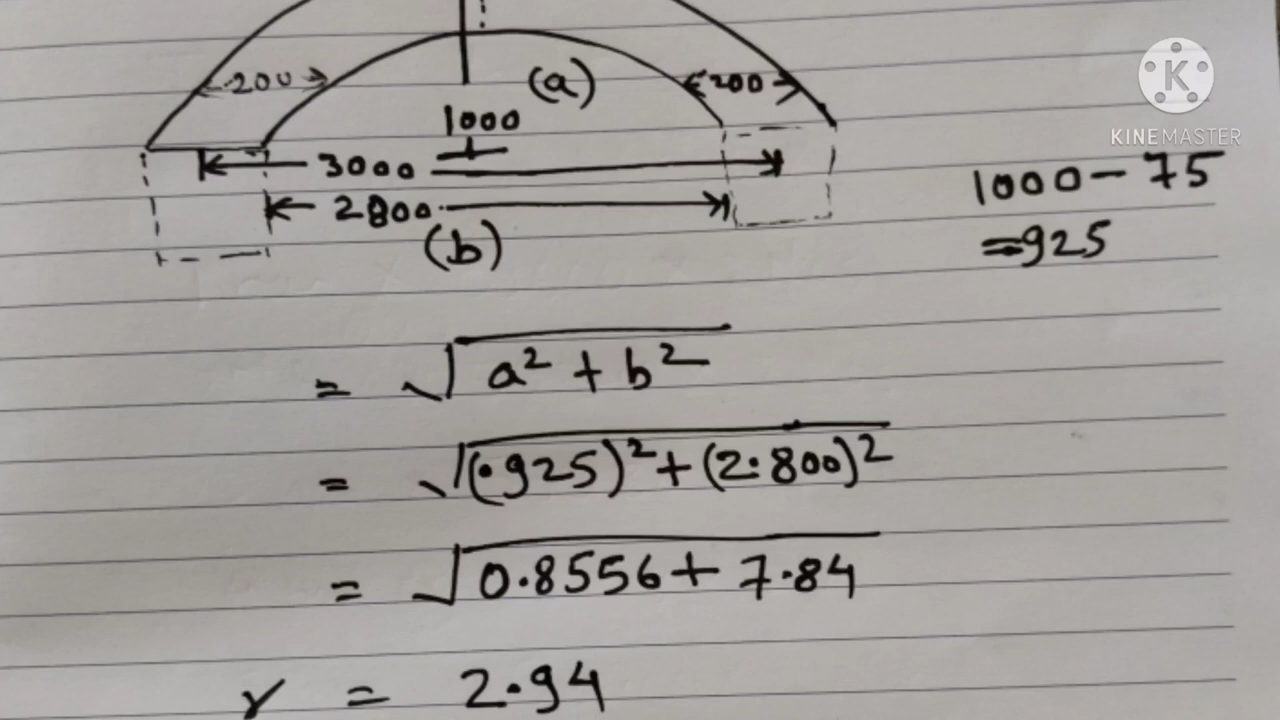 200 (a) 200
1000
3000
2800
(b)
K
KINEMASTER
1000 - 75
= 925
= √a² + b²
= √(.925)² + (2.800)²
= √0.8556 + 7.84
r = 2.94